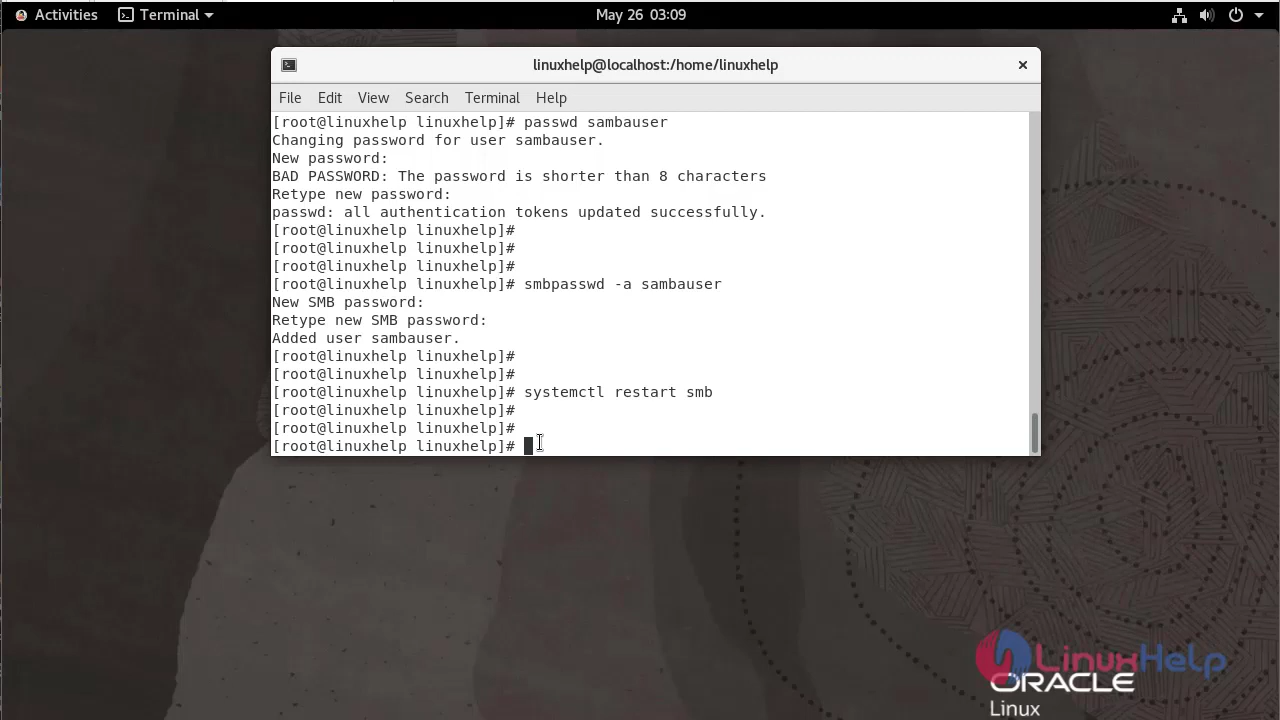 Activities Terminal May 26 03:09
linuxhelp@localhost:/home/linuxhelp
File Edit View Search Terminal Help
[root@linuxhelp linuxhelp]# passwd sambauser
Changing password for user sambauser.
New password:
BAD PASSWORD: The password is shorter than 8 characters
Retype new password:
passwd: all authentication tokens updated successfully.
[root@linuxhelp linuxhelp]#
[root@linuxhelp linuxhelp]#
[root@linuxhelp linuxhelp]#
[root@linuxhelp linuxhelp]# smbpasswd -a sambauser
New SMB password:
Retype new SMB password:
Added user sambauser.
[root@linuxhelp linuxhelp]#
[root@linuxhelp linuxhelp]#
[root@linuxhelp linuxhelp]# systemctl restart smb
[root@linuxhelp linuxhelp]#
[root@linuxhelp linuxhelp]#
[root@linuxhelp linuxhelp]#
LinuxHelp
ORACLE
Linux